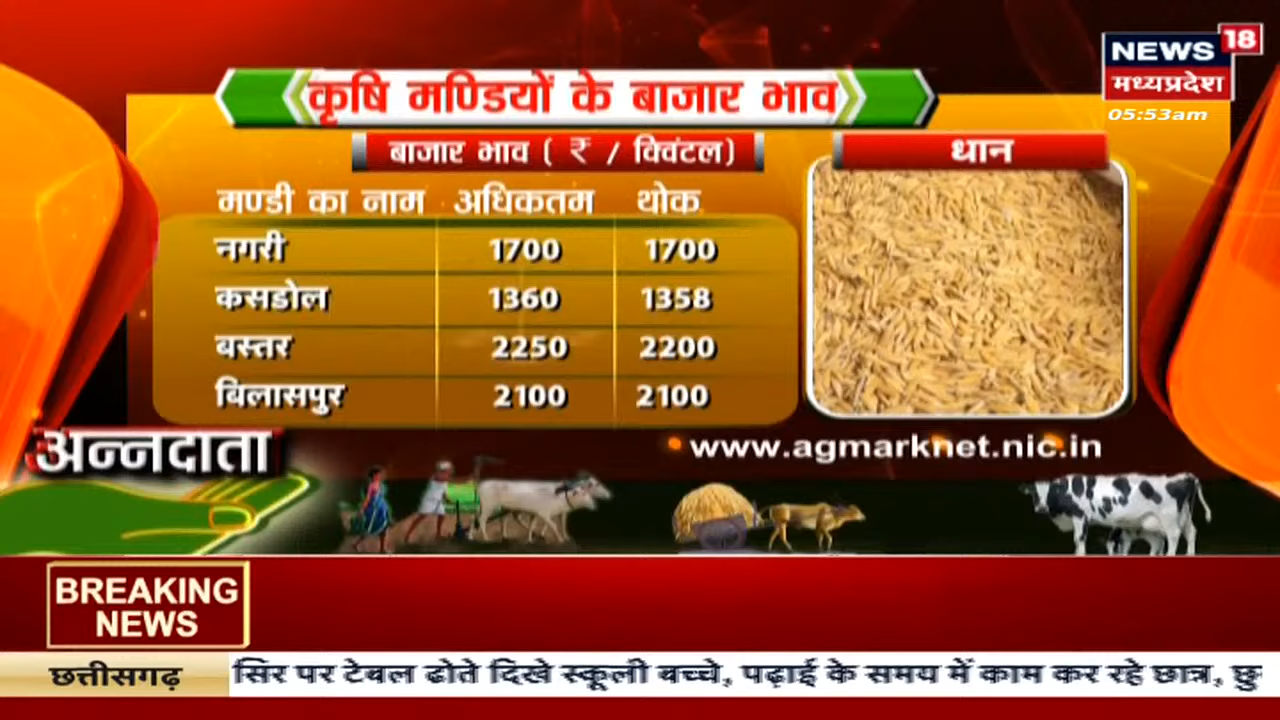 NEWS 18
मध्यप्रदेश
05:53am
कृषि मण्डियों के बाजार भाव
बाजार भाव ( ₹ / क्विंटल)
धान
मण्डी का नाम अधिकतम थोक
नगरी 1700 1700
कसडोल 1360 1358
बस्तर 2250 2200
बिलासपुर 2100 2100
अन्नदाता
www.agmarknet.nic.in
BREAKING
NEWS
छत्तीसगढ़ सिर पर टेबल ढोते दिखे स्कूली बच्चे, पढ़ाई के समय में काम कर रहे छात्र,